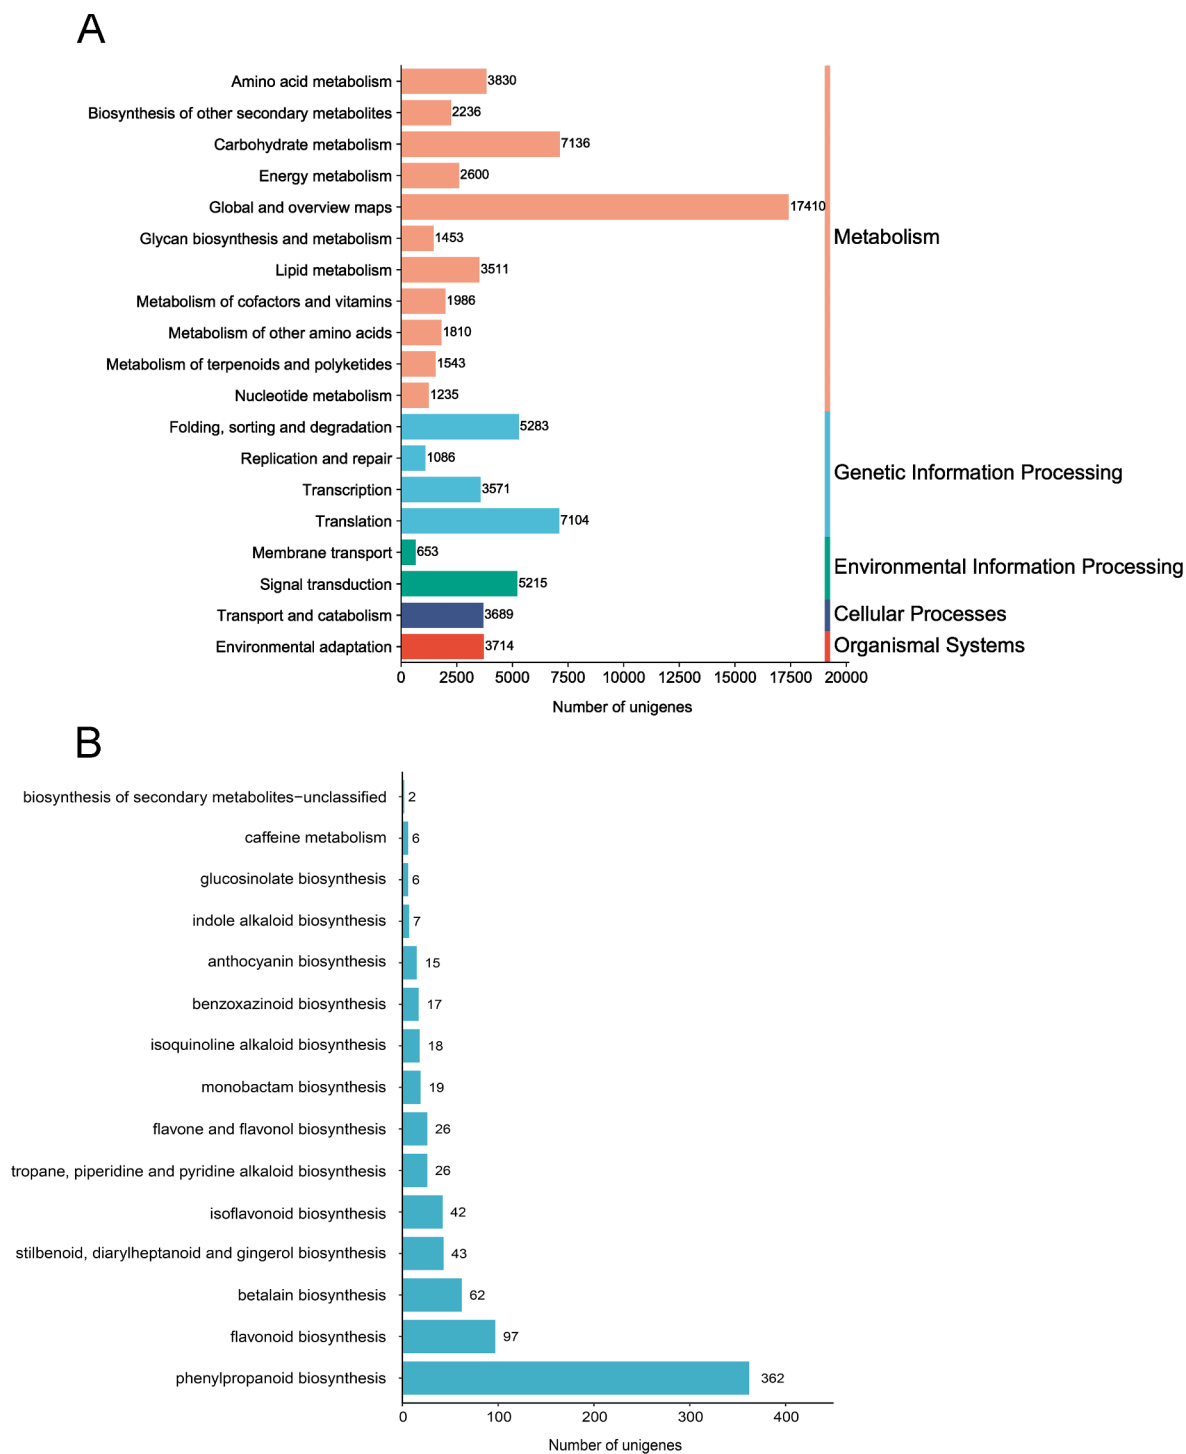 A
Amino acid metabolism 3830
Biosynthesis of other secondary metabolites 2236
Carbohydrate metabolism 7136
Energy metabolism 2600
Global and overview maps 17410
Glycan biosynthesis and metabolism 1453
Metabolism
Lipid metabolism 3511
Metabolism of cofactors and vitamins 1986
Metabolism of other amino acids 1810
Metabolism of terpenoids and polyketides 1543
Nucleotide metabolism 1235
Folding, sorting and degradation 5283
Replication and repair 1086
Genetic Information Processing
Transcription 3571
Translation 7104
Membrane transport 653
Environmental Information Processing
Signal transduction 5215
Transport and catabolism 3689 Cellular Processes
Environmental adaptation 3714 Organismal Systems
0 2500 5000 7500 10000 12500 15000 17500 20000
Number of unigenes
B
biosynthesis of secondary metabolites−unclassified 2
caffeine metabolism 6
glucosinolate biosynthesis 6
indole alkaloid biosynthesis 7
anthocyanin biosynthesis 15
benzoxazinoid biosynthesis 17
isoquinoline alkaloid biosynthesis 18
monobactam biosynthesis 19
flavone and flavonol biosynthesis 26
tropane, piperidine and pyridine alkaloid biosynthesis 26
isoflavonoid biosynthesis 42
stilbenoid, diarylheptanoid and gingerol biosynthesis 43
betalain biosynthesis 62
flavonoid biosynthesis 97
phenylpropanoid biosynthesis 362
0 100 200 300 400
Number of unigenes